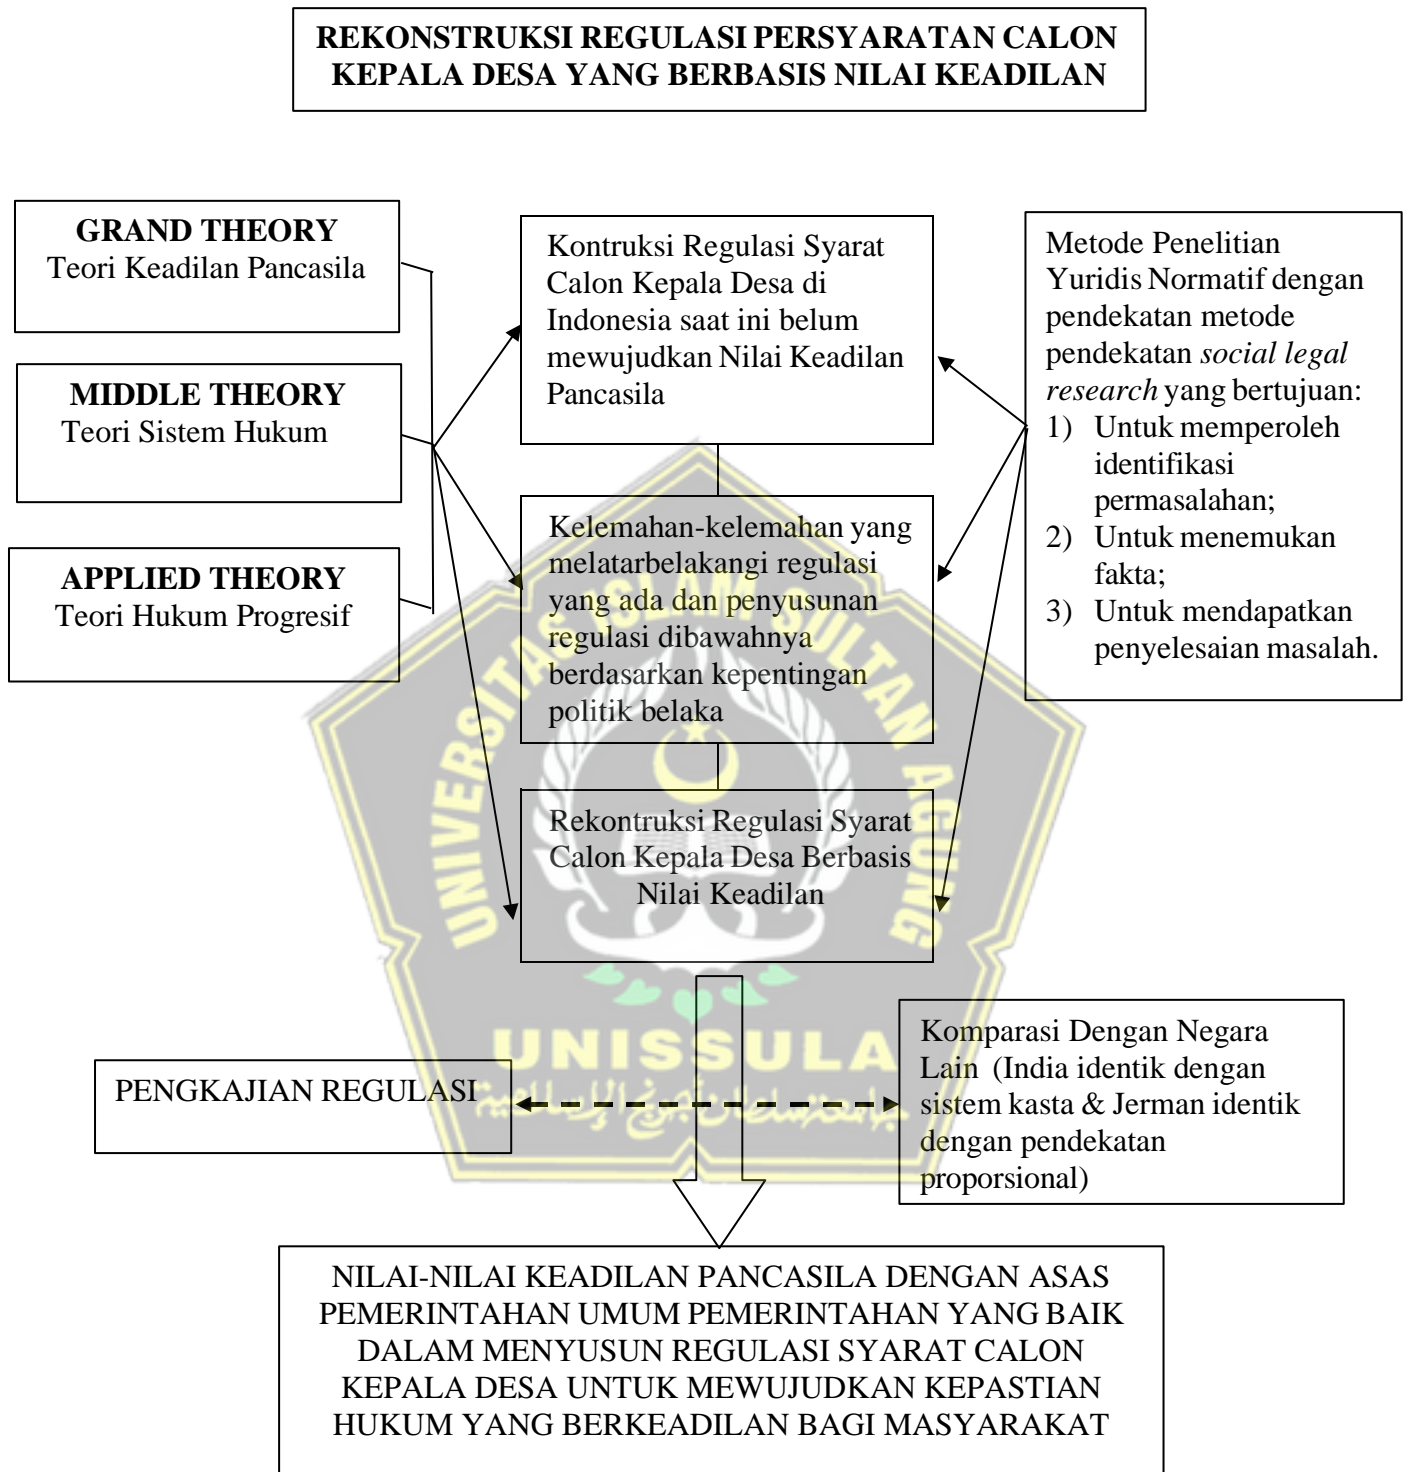 REKONSTRUKSI REGULASI PERSYARATAN CALON
KEPALA DESA YANG BERBASIS NILAI KEADILAN
GRAND THEORY
Teori Keadilan Pancasila
MIDDLE THEORY
Teori Sistem Hukum
APPLIED THEORY
Teori Hukum Progresif
Kontruksi Regulasi Syarat
Calon Kepala Desa di
Indonesia saat ini belum
mewujudkan Nilai Keadilan
Pancasila
Kelemahan-kelemahan yang
melatarbelakangi regulasi
yang ada dan penyusunan
regulasi dibawahnya
berdasarkan kepentingan
politik belaka
Rekontruksi Regulasi Syarat
Calon Kepala Desa Berbasis
Nilai Keadilan
Metode Penelitian
Yuridis Normatif dengan
pendekatan metode
pendekatan social legal
research yang bertujuan:
1) Untuk memperoleh
identifikasi
permasalahan;
2) Untuk menemukan
fakta;
3) Untuk mendapatkan
penyelesaian masalah.
UNIVERSITAS ISLAM SULTAN AGUNG
UNISSULA
جامعتسلطان أجونج الإسلامية
PENGKAJIAN REGULASI
Komparasi Dengan Negara
Lain (India identik dengan
sistem kasta & Jerman identik
dengan pendekatan
proporsional)
NILAI-NILAI KEADILAN PANCASILA DENGAN ASAS
PEMERINTAHAN UMUM PEMERINTAHAN YANG BAIK
DALAM MENYUSUN REGULASI SYARAT CALON
KEPALA DESA UNTUK MEWUJUDKAN KEPASTIAN
HUKUM YANG BERKEADILAN BAGI MASYARAKAT